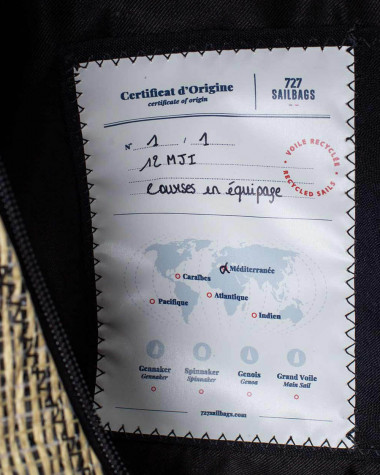 Certificat d'Origine
certificate of origin
727
SAILBAGS
N° 1 / 1
12 MJI
Courses en équipage
VOILE RECYCLÉE
RECYCLED SAILS
Méditerranée
Caraïbes
Atlantique
Pacifique
Indien
Gennaker
Gennaker
Spinnaker
Spinnaker
Genois
Genoa
Grand Voile
Main Sail
727sailbags.com